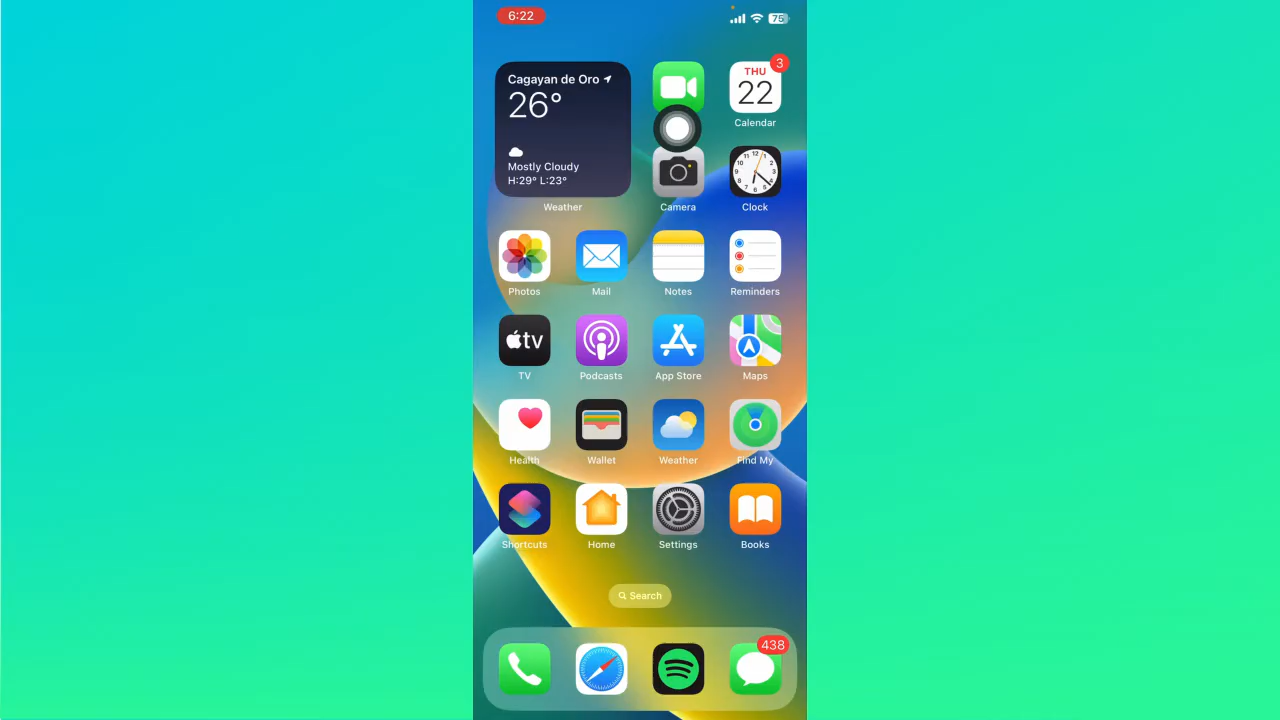 6:22
75
Cagayan de Oro
26°
Mostly Cloudy
H:29° L:23°
Weather
THU
22
3
Calendar
Camera
Clock
Photos
Mail
Notes
Reminders
tv
TV
Podcasts
App Store
Maps
Health
Wallet
Weather
Find My
Shortcuts
Home
Settings
Books
Search
438